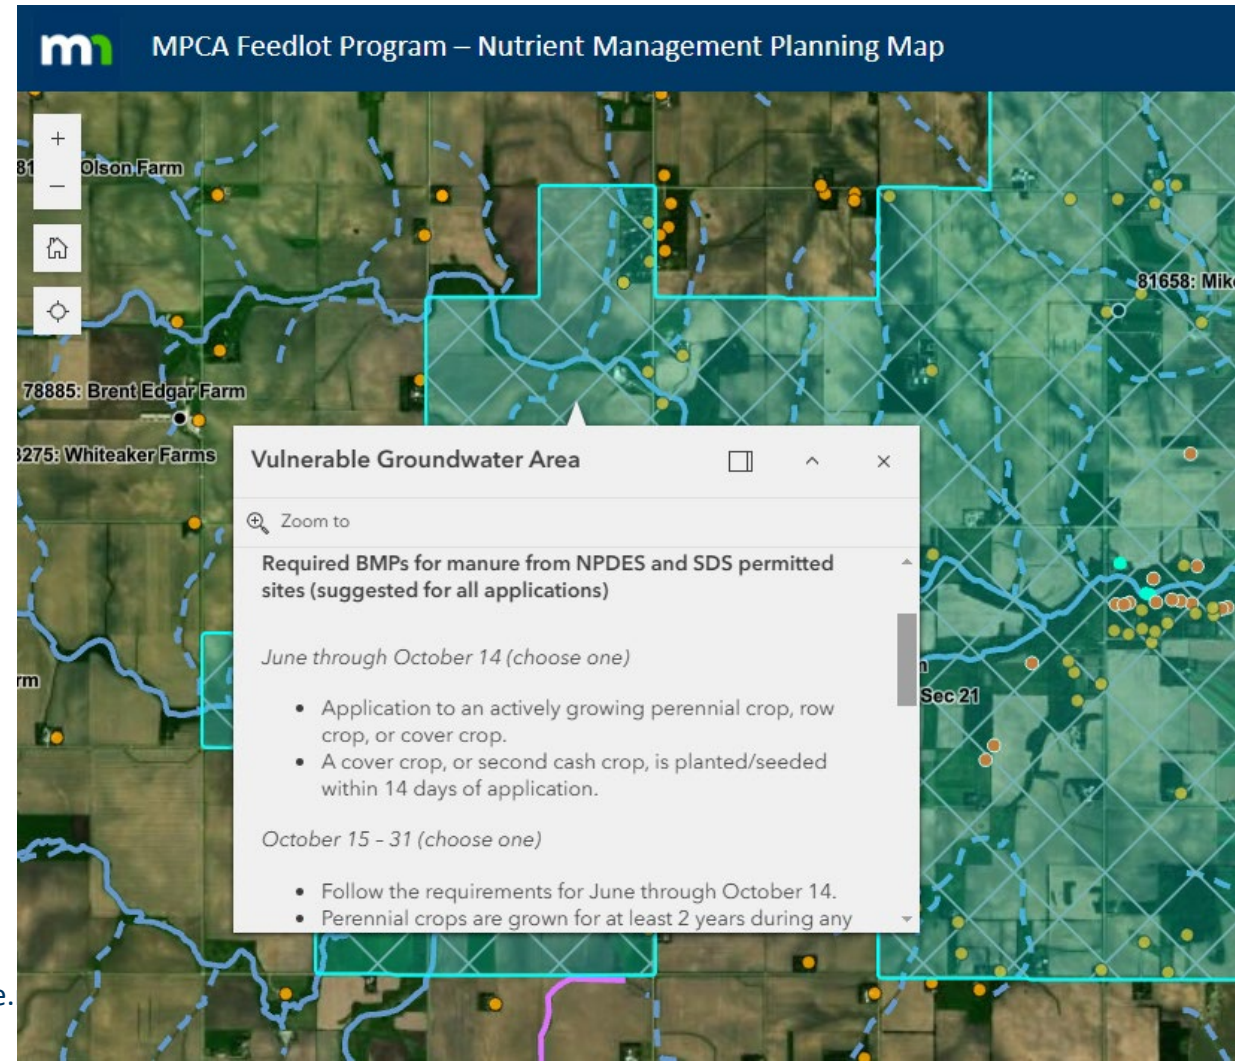 MPCA Feedlot Program – Nutrient Management Planning Map
Olson Farm
81658: Mike
78885: Brent Edgar Farm
3275: Whiteaker Farms
Vulnerable Groundwater Area
Zoom to
Required BMPs for manure from NPDES and SDS permitted
sites (suggested for all applications)
June through October 14 (choose one)
• Application to an actively growing perennial crop, row
crop, or cover crop.
• A cover crop, or second cash crop, is planted/seeded
within 14 days of application.
October 15 – 31 (choose one)
• Follow the requirements for June through October 14.
• Perennial crops are grown for at least 2 years during any
rm
Sec 21
e.